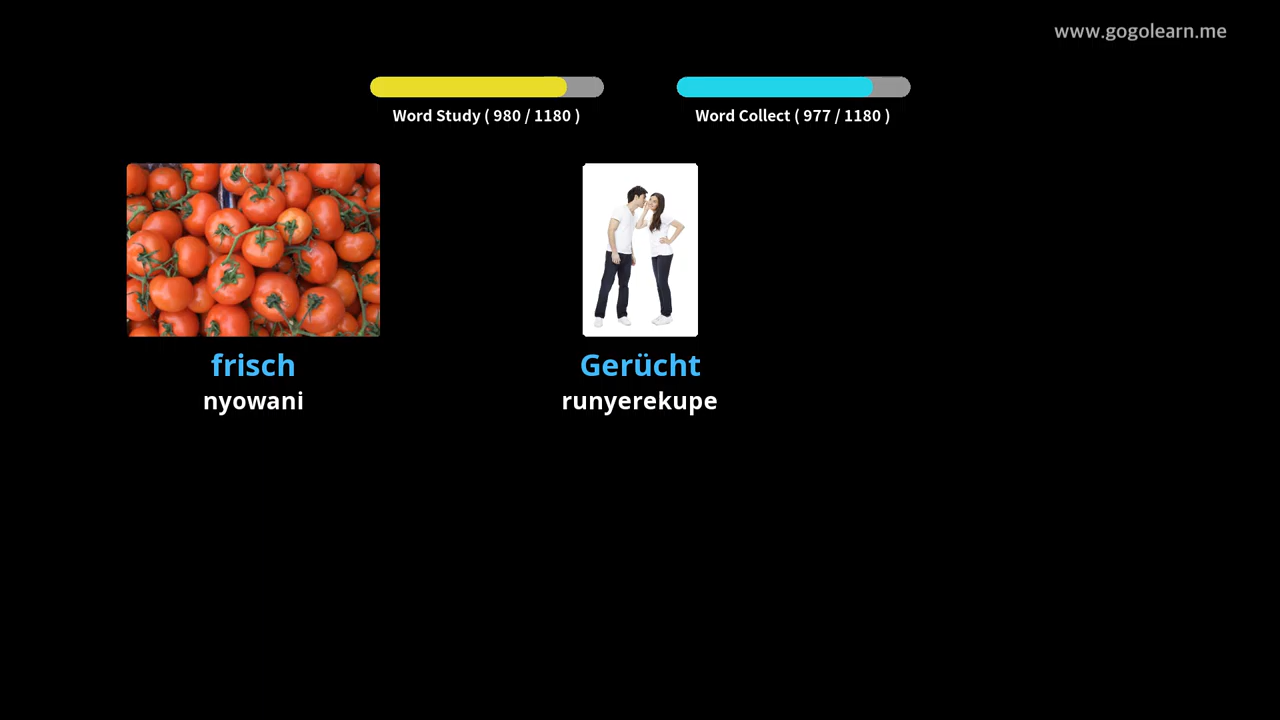 www.gogolearn.me
Word Study ( 980 / 1180 )
Word Collect ( 977 / 1180 )
frisch
nyowani
Gerücht
runyerekupe